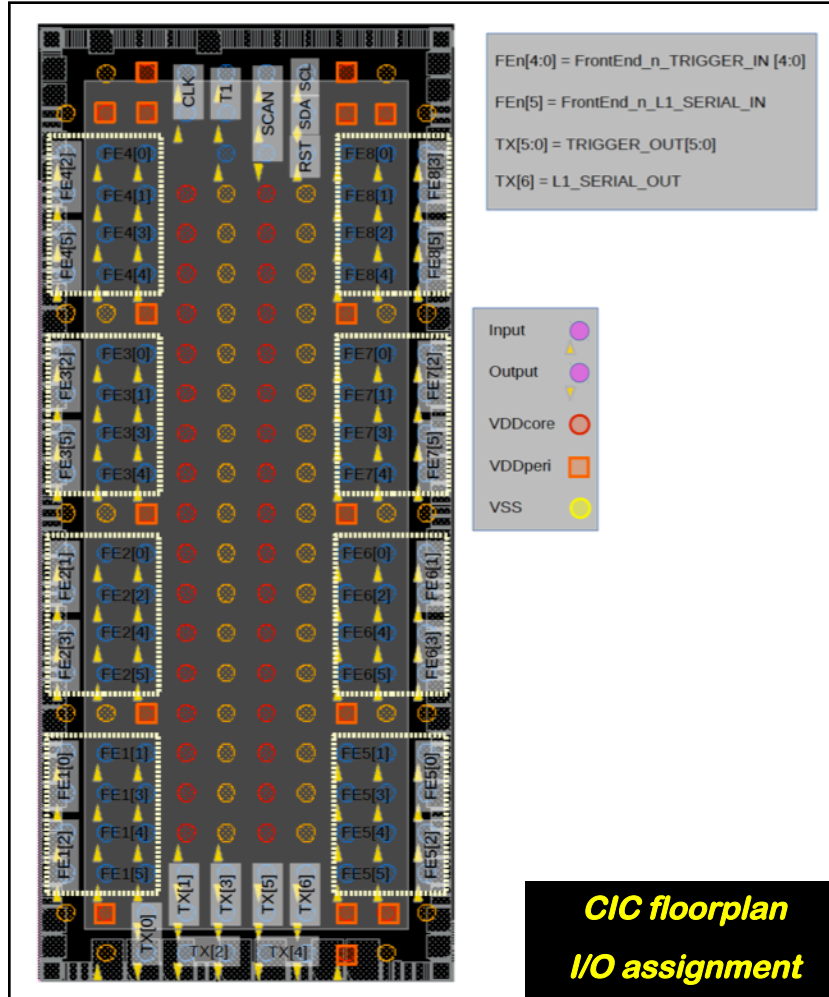 CLK
T1
SCAN
SCL
SDA
RST
FE4[2]
FE4[5]
FE4[0]
FE4[1]
FE4[3]
FE4[4]
FE8[0]
FE8[1]
FE8[2]
FE8[4]
FE8[3]
FE8[5]
FE3[2]
FE3[5]
FE3[0]
FE3[1]
FE3[3]
FE3[4]
FE7[0]
FE7[1]
FE7[3]
FE7[4]
FE7[2]
FE7[5]
FE2[1]
FE2[3]
FE2[0]
FE2[2]
FE2[4]
FE2[5]
FE6[0]
FE6[2]
FE6[4]
FE6[5]
FE6[1]
FE6[3]
FE1[0]
FE1[2]
FE1[1]
FE1[3]
FE1[4]
FE1[5]
FE5[1]
FE5[3]
FE5[4]
FE5[5]
FE5[0]
FE5[2]
TX[0]
TX[1]
TX[3]
TX[5]
TX[6]
TX[2]
TX[4]
FEn[4:0] = FrontEnd_n_TRIGGER_IN [4:0]
FEn[5] = FrontEnd_n_L1_SERIAL_IN
TX[5:0] = TRIGGER_OUT[5:0]
TX[6] = L1_SERIAL_OUT
Input
Output
VDDcore
VDDperi
VSS
CIC floorplan
I/O assignment